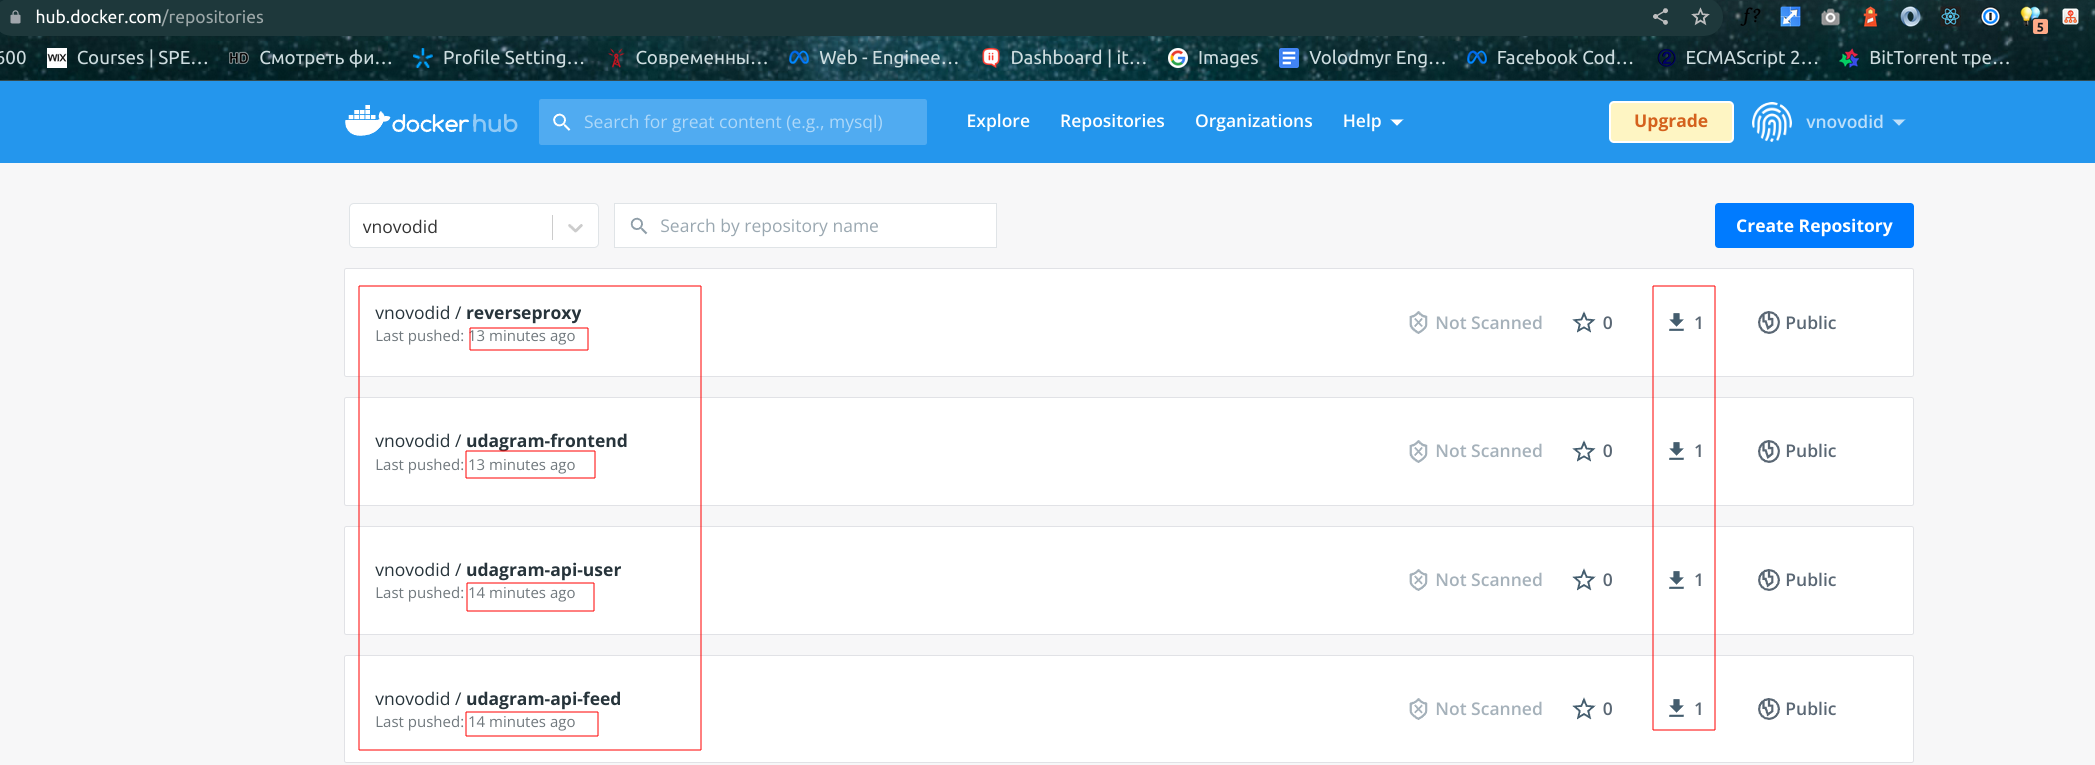 hub.docker.com/repositories
500 WIX Courses | SPE... HD Смотреть фи... Profile Setting... Современны... Web - Enginee... Dashboard | it... Images Volodmyr Eng... Facebook Cod... ECMAScript 2... BitTorrent тре...
5
docker hub Search for great content (e.g., mysql) Explore Repositories Organizations Help Upgrade vnovodid
vnovodid Search by repository name Create Repository
vnovodid / reverseproxy
Last pushed: 13 minutes ago
Not Scanned 0 1 Public
vnovodid / udagram-frontend
Last pushed: 13 minutes ago
Not Scanned 0 1 Public
vnovodid / udagram-api-user
Last pushed: 14 minutes ago
Not Scanned 0 1 Public
vnovodid / udagram-api-feed
Last pushed: 14 minutes ago
Not Scanned 0 1 Public